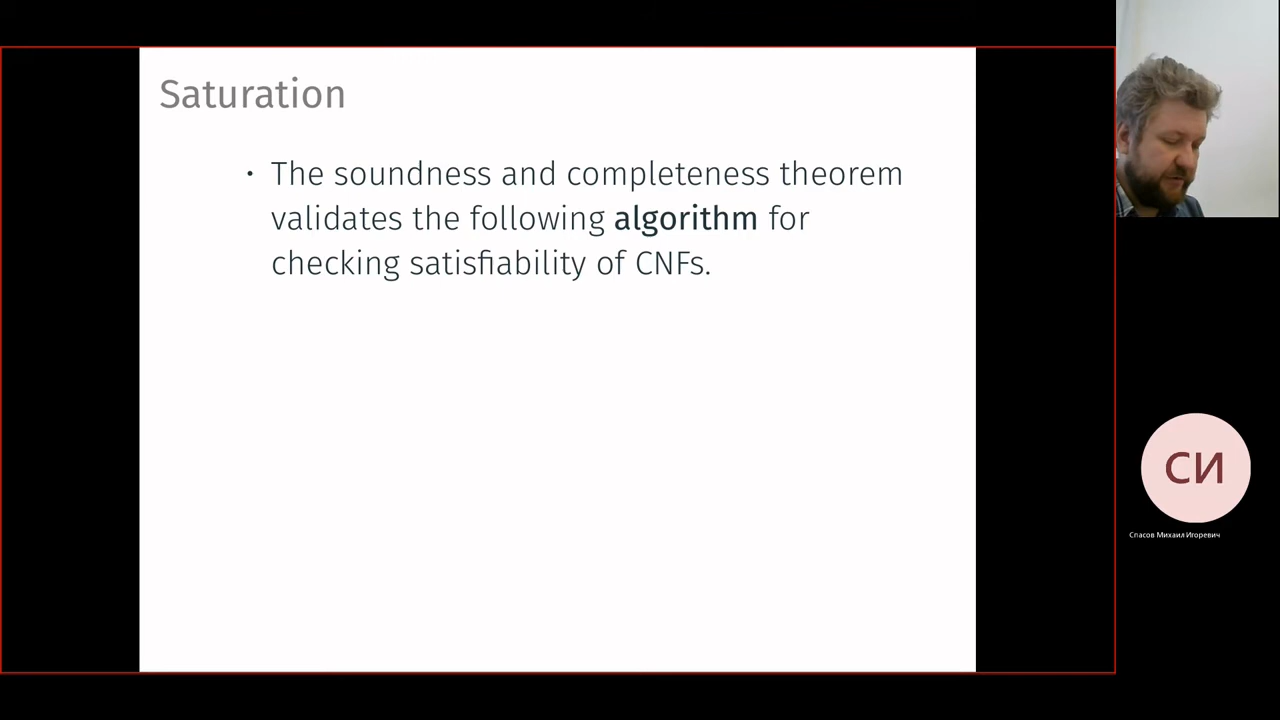 Saturation
• The soundness and completeness theorem
validates the following algorithm for
checking satisfiability of CNFs.
СИ
Спасов Михаил Игоревич